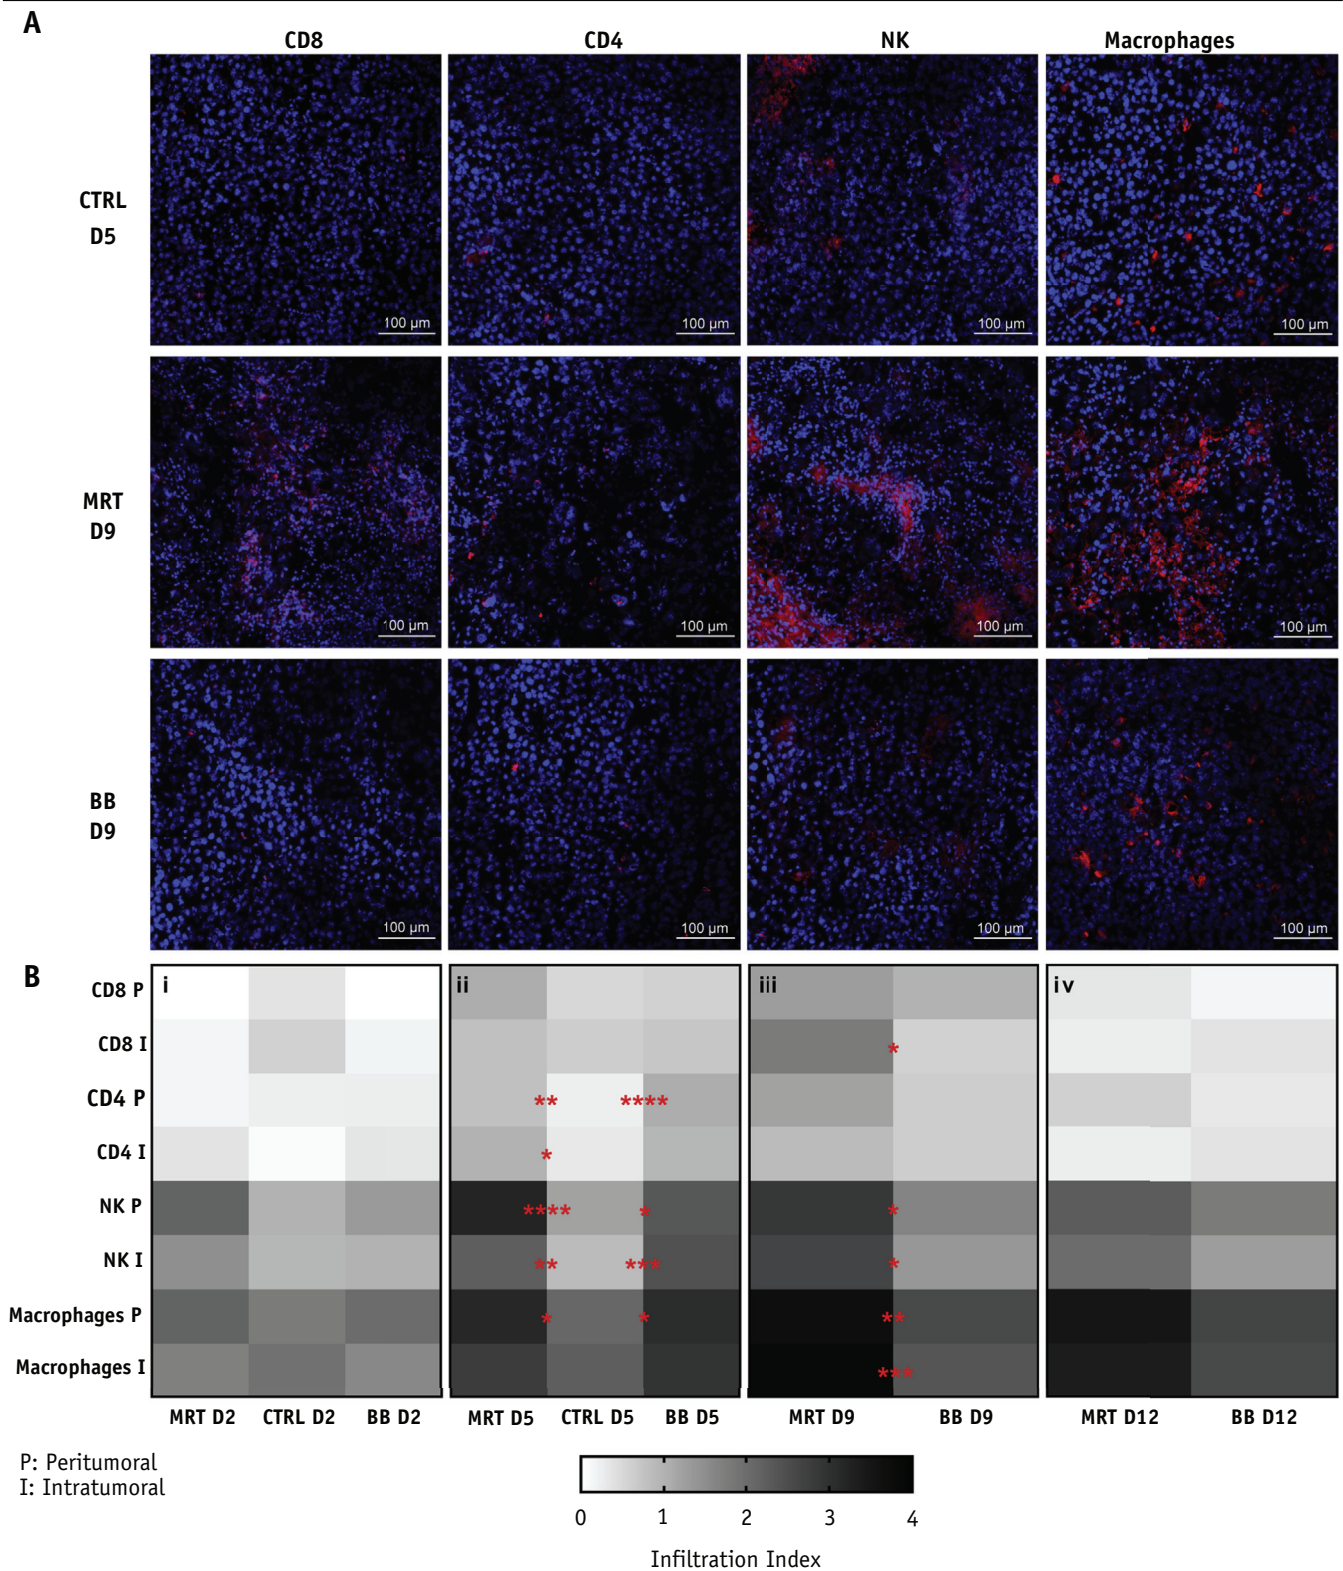 A
CD8 CD4 NK Macrophages
CTRL
D5
100 µm 100 µm 100 µm 100 µm
MRT
D9
100 µm 100 µm 100 µm 100 µm
BB
D9
100 µm 100 µm 100 µm 100 µm
B
i ii iii iv
CD8 P
CD8 I *
CD4 P ** ****
CD4 I *
NK P **** * *
NK I ** *** *
Macrophages P * * **
Macrophages I ***
MRT D2 CTRL D2 BB D2 MRT D5 CTRL D5 BB D5 MRT D9 BB D9 MRT D12 BB D12
P: Peritumoral
I: Intratumoral
0 1 2 3 4
Infiltration Index